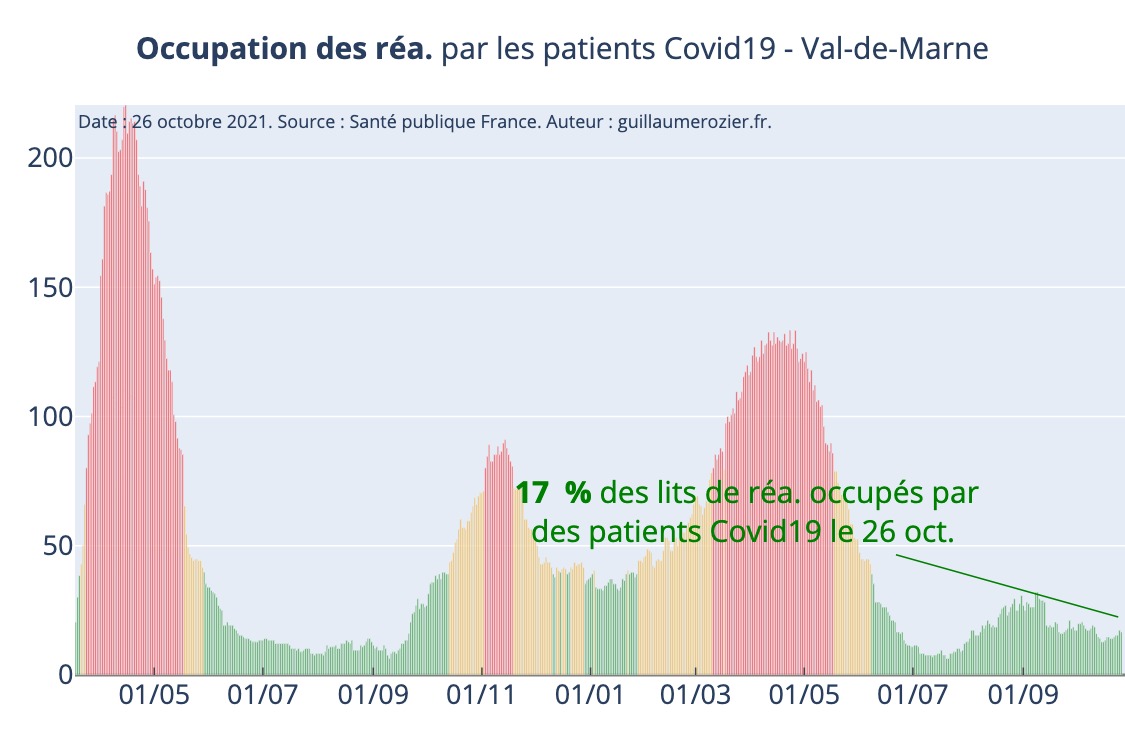 Occupation des réa. par les patients Covid19 - Val-de-Marne
Date : 26 octobre 2021. Source : Santé publique France. Auteur : guillaumerozier.fr.
200
150
100
50
0
17 % des lits de réa. occupés par
des patients Covid19 le 26 oct.
01/05 01/07 01/09 01/11 01/01 01/03 01/05 01/07 01/09